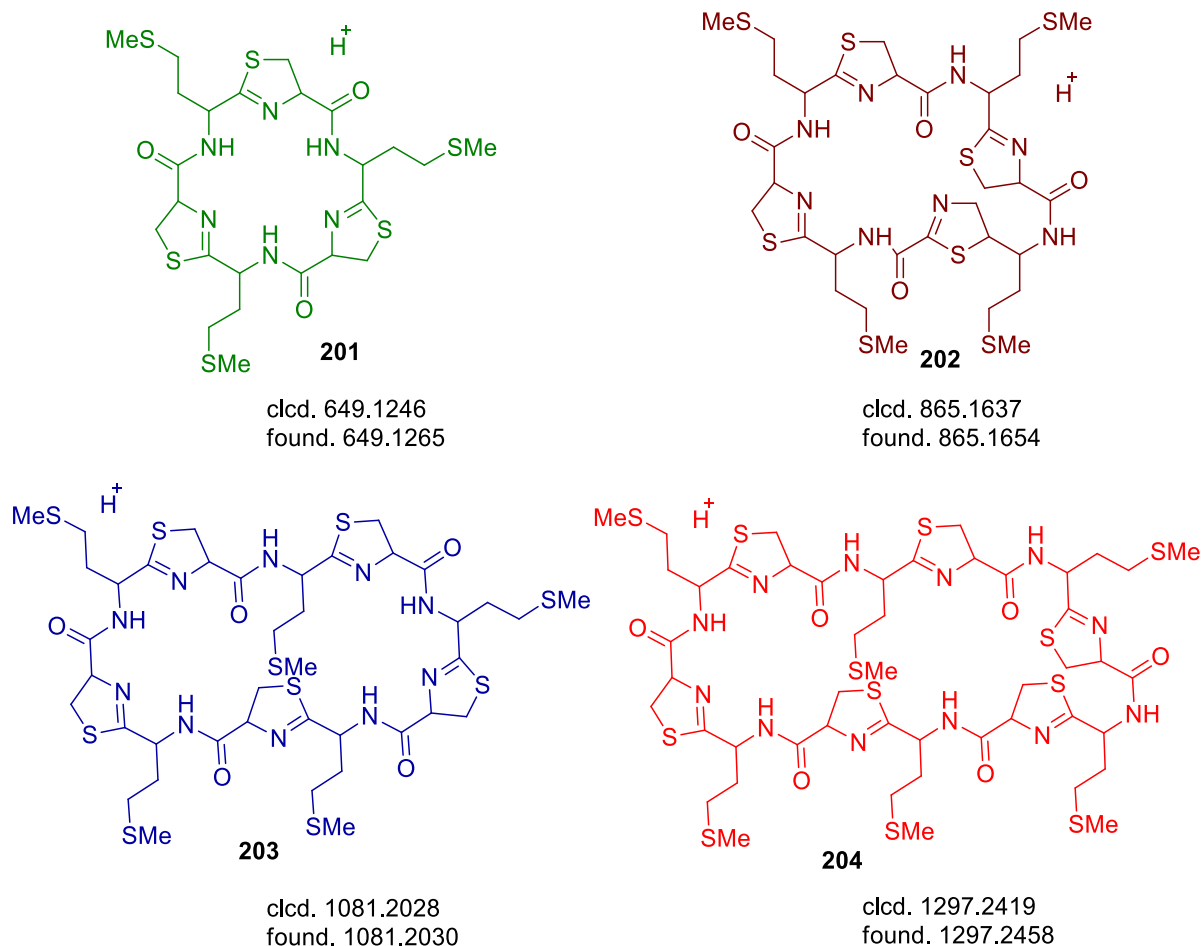 MeS
H+
S
N
O
O
NH
HN
SMe
N
N
S
S
H
N
O
SMe
201
clcd. 649.1246
found. 649.1265
MeS
SMe
S
H
N
H+
N
O
O
NH
N
S
O
N
N
NH
NH
S
S
O
SMe
SMe
202
clcd. 865.1637
found. 865.1654
H+
MeS
S
S
H
N
O
N
N
O
NH
HN
SMe
O
SMe
N
N
S
S
S
H
N
H
N
N
O
O
SMe
SMe
203
clcd. 1081.2028
found. 1081.2030
MeS
H+
S
S
H
N
H
N
SMe
N
N
O
O
NH
O
N
S
SMe
O
N
S
S
S
H
N
H
N
NH
N
N
O
O
SMe
SMe
SMe
204
clcd. 1297.2419
found. 1297.2458